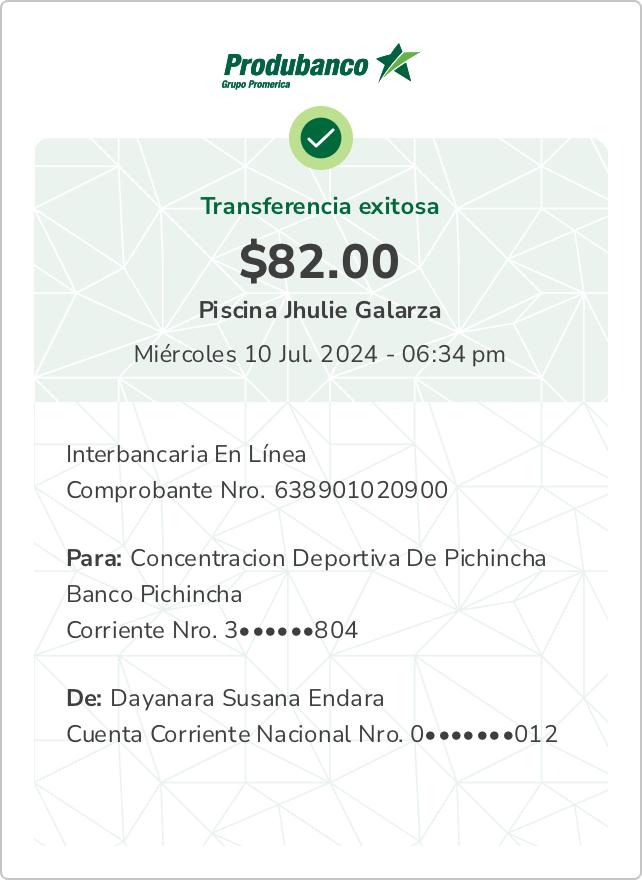 Produbanco
Grupo Promerica
Transferencia exitosa
$82.00
Piscina Jhulie Galarza
Miércoles 10 Jul. 2024 - 06:34 pm
Interbancaria En Línea
Comprobante Nro. 638901020900
Para: Concentracion Deportiva De Pichincha
Banco Pichincha
Corriente Nro. 3••••••804
De: Dayanara Susana Endara
Cuenta Corriente Nacional Nro. 0•••••••012